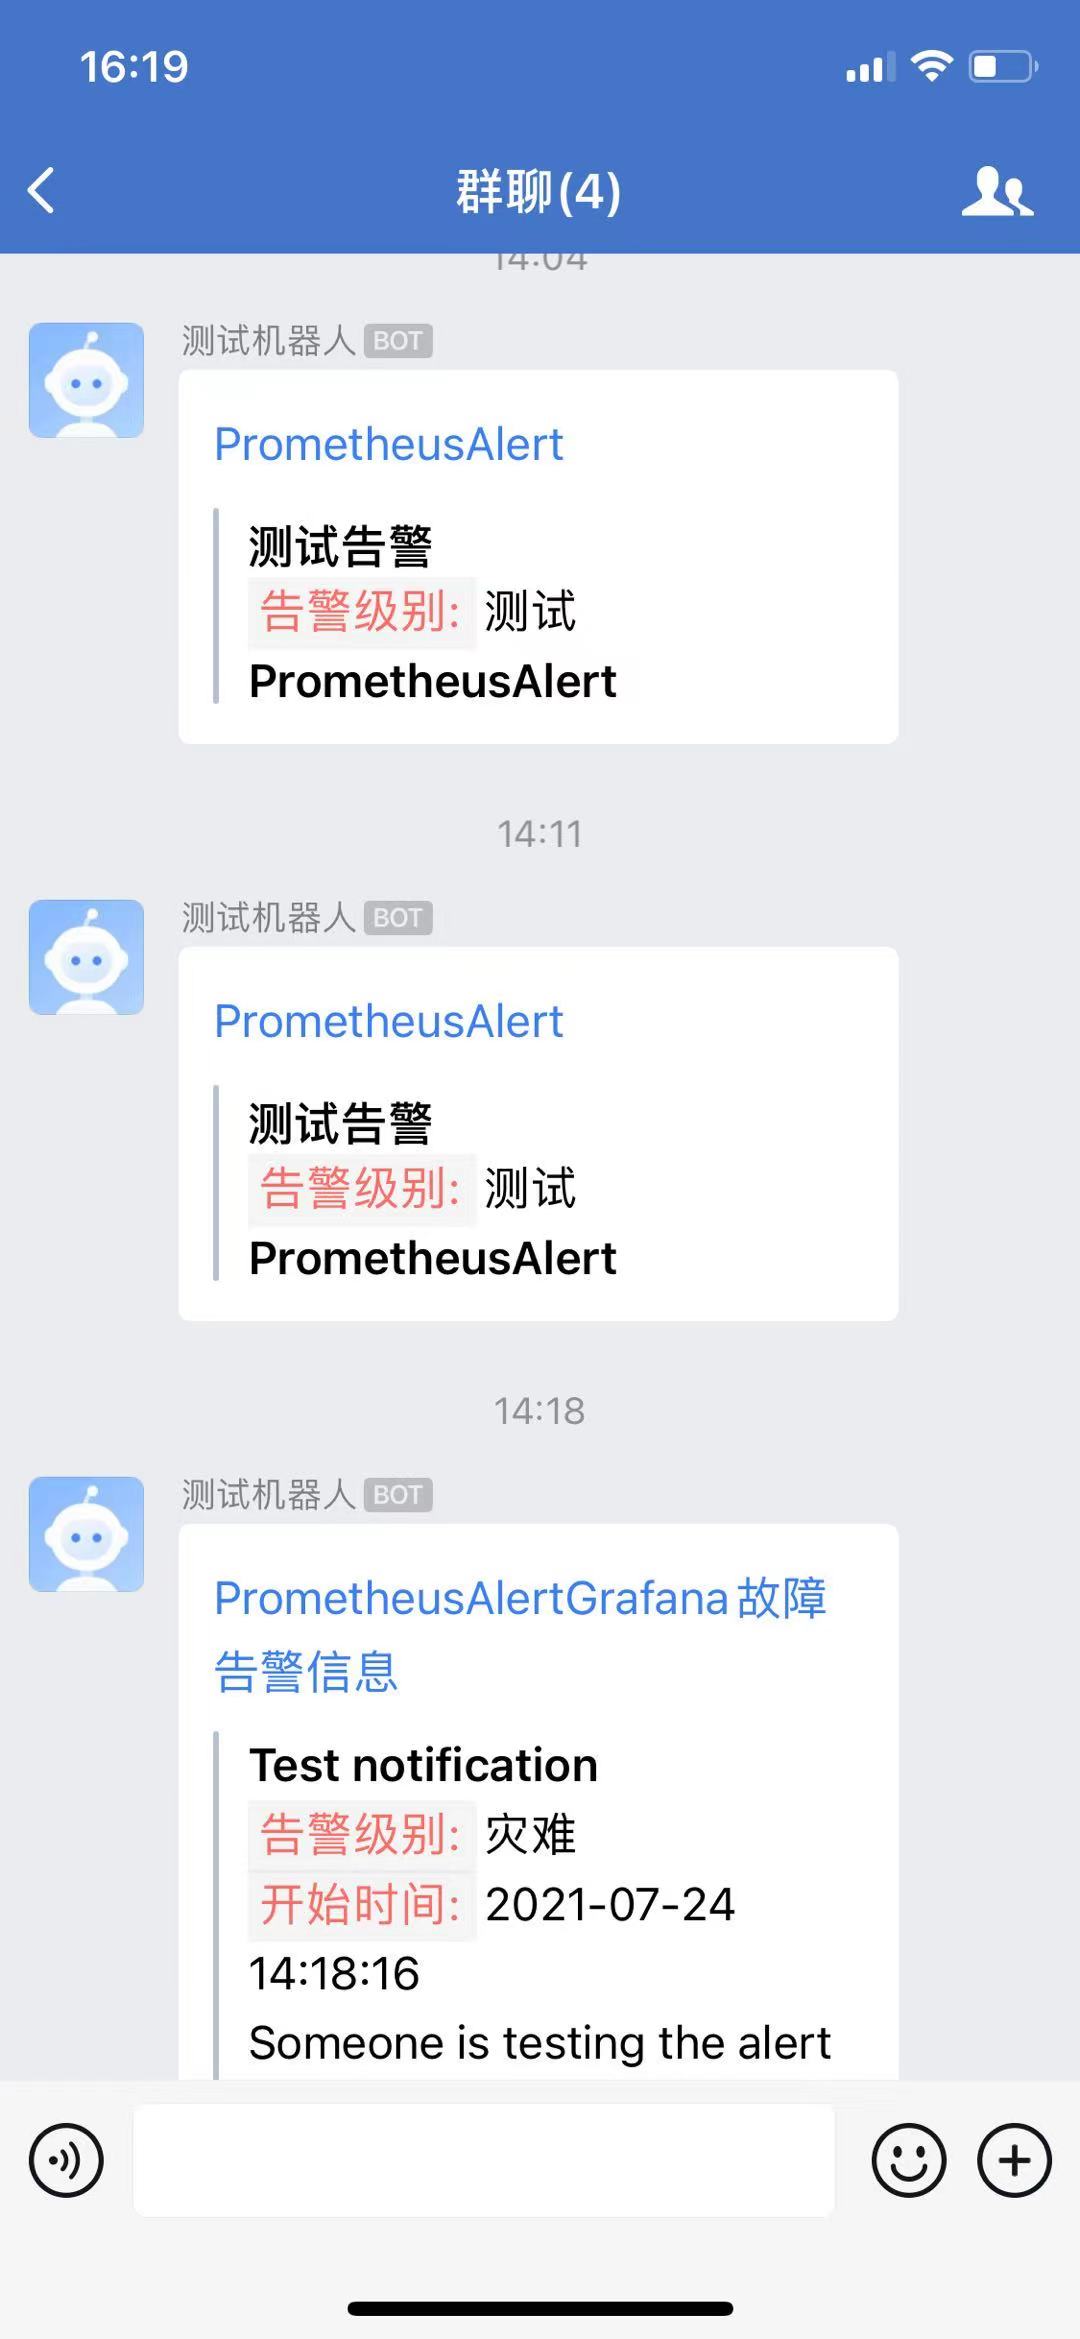 16:19
群聊(4)
14:04
测试机器人 BOT
PrometheusAlert
测试告警
告警级别: 测试
PrometheusAlert
14:11
测试机器人 BOT
PrometheusAlert
测试告警
告警级别: 测试
PrometheusAlert
14:18
测试机器人 BOT
PrometheusAlertGrafana故障
告警信息
Test notification
告警级别: 灾难
开始时间: 2021-07-24
14:18:16
Someone is testing the alert